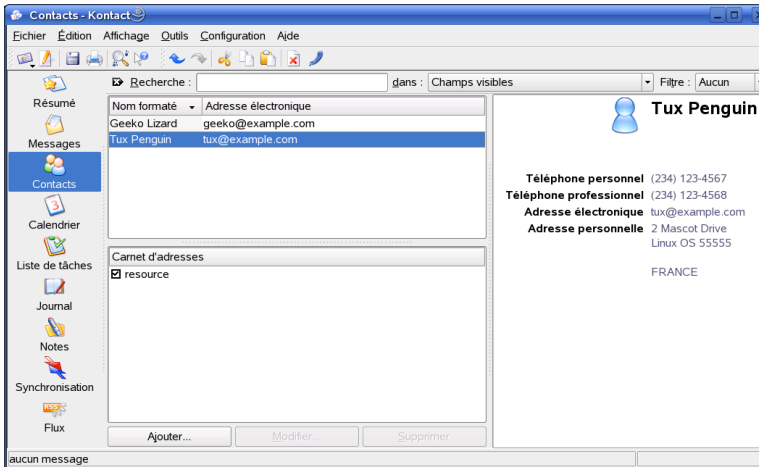 Contacts - Kontact
Fichier Édition Affichage Outils Configuration Aide
Résumé
Messages
Contacts
Calendrier
Liste de tâches
Journal
Notes
Synchronisation
Flux
Recherche : dans : Champs visibles Filtre : Aucun
Nom formaté Adresse électronique
Geeko Lizard geeko@example.com
Tux Penguin tux@example.com
Carnet d'adresses
resource
Ajouter... Modifier... Supprimer
Tux Penguin
Téléphone personnel (234) 123-4567
Téléphone professionnel (234) 123-4568
Adresse électronique tux@example.com
Adresse personnelle 2 Mascot Drive
Linux OS 55555
FRANCE
aucun message